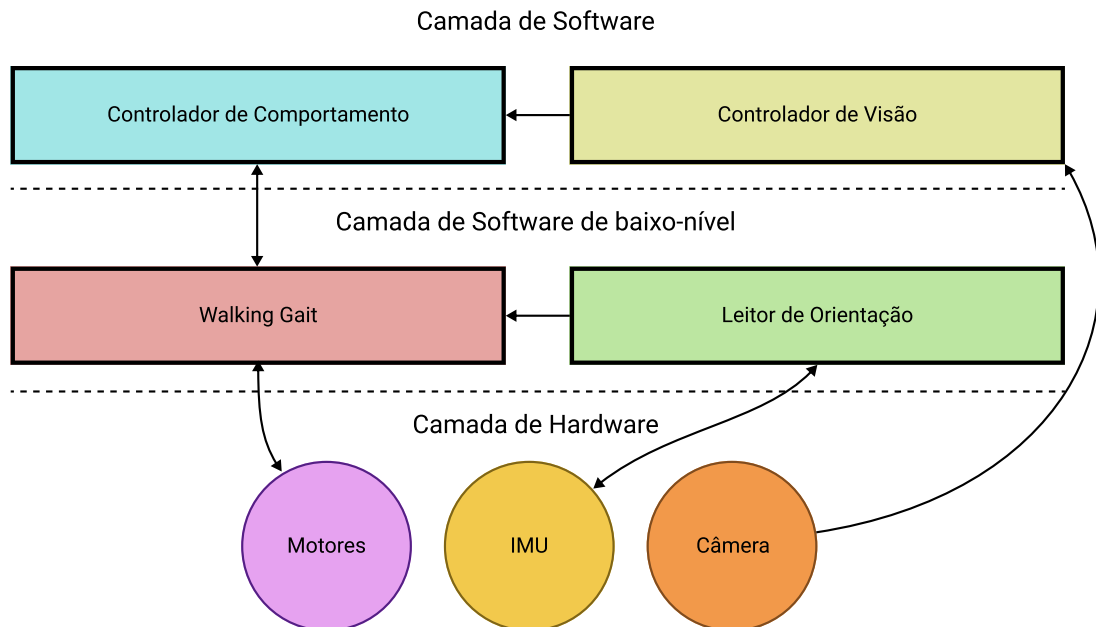 Camada de Software
Controlador de Comportamento
Controlador de Visão
Camada de Software de baixo-nível
Walking Gait
Leitor de Orientação
Camada de Hardware
Motores
IMU
Câmera